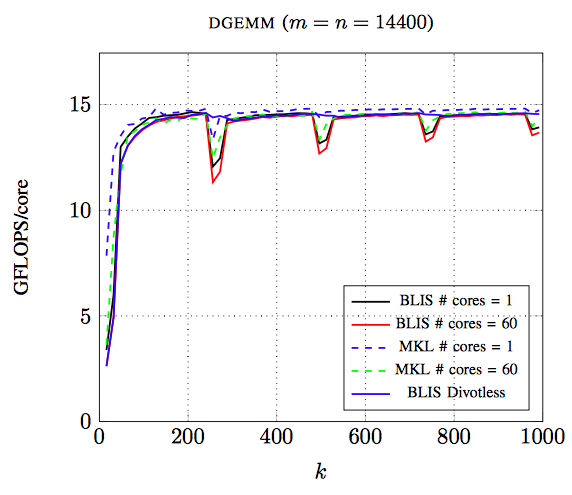 DGEMM (m = n = 14400)
15
10
5
0
GFLOPS/core
BLIS # cores = 1
BLIS # cores = 60
MKL # cores = 1
MKL # cores = 60
BLIS Divotless
0 200 400 600 800 1000
k